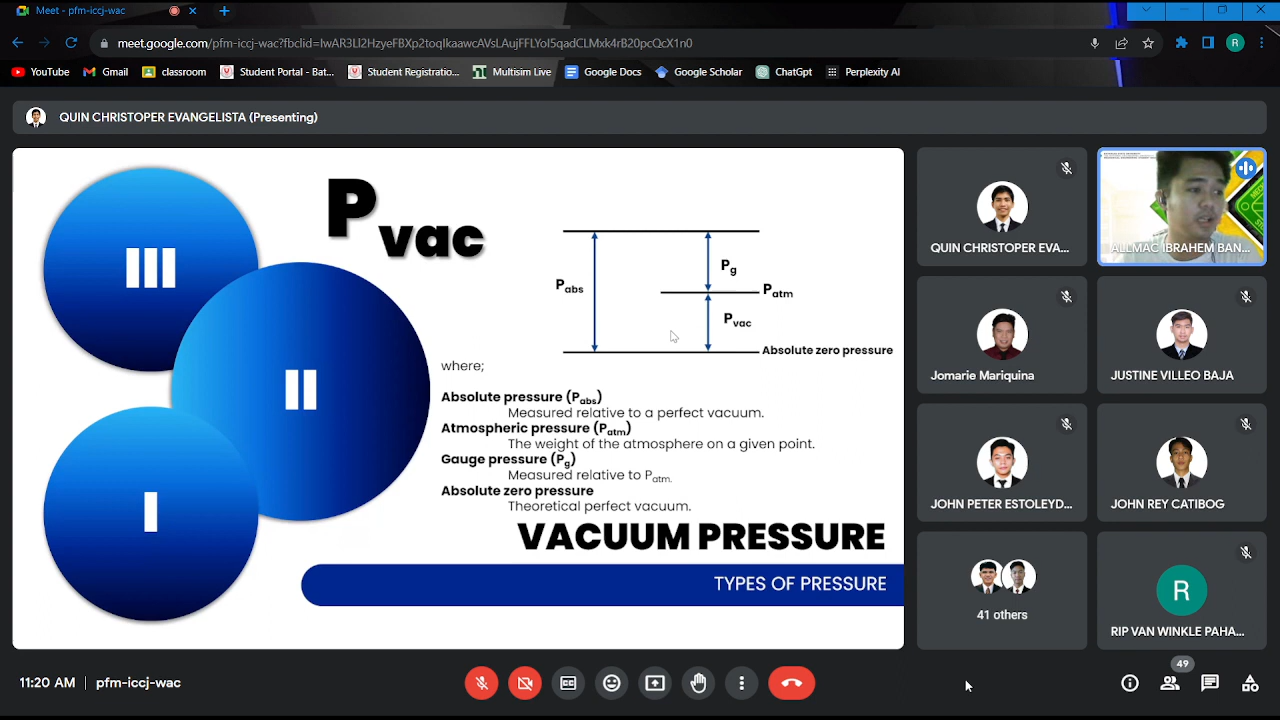 Meet - pfm-iccj-wac
meet.google.com/pfm-iccj-wac?fbclid=IwAR3LI2HzyeFBXp2toqIkaawcAVsLAujFFLYoI5qadCLMxk4rB20pcQcX1n0
R
YouTube
Gmail
classroom
Student Portal - Bat...
Student Registratio...
Multisim Live
Google Docs
Google Scholar
ChatGpt
Perplexity AI
QUIN CHRISTOPER EVANGELISTA (Presenting)
III
II
I
Pvac
Pabs
Pg
Patm
Pvac
Absolute zero pressure
where;
Absolute pressure (Pabs)
Measured relative to a perfect vacuum.
Atmospheric pressure (Patm)
The weight of the atmosphere on a given point.
Gauge pressure (Pg)
Measured relative to Patm.
Absolute zero pressure
Theoretical perfect vacuum.
VACUUM PRESSURE
TYPES OF PRESSURE
QUIN CHRISTOPER EVA...
ALLMAC IBRAHEM BAN...
Jomarie Mariquina
JUSTINE VILLEO BAJA
JOHN PETER ESTOLEYD...
JOHN REY CATIBOG
41 others
R
RIP VAN WINKLE PAHA...
11:20 AM | pfm-iccj-wac
49